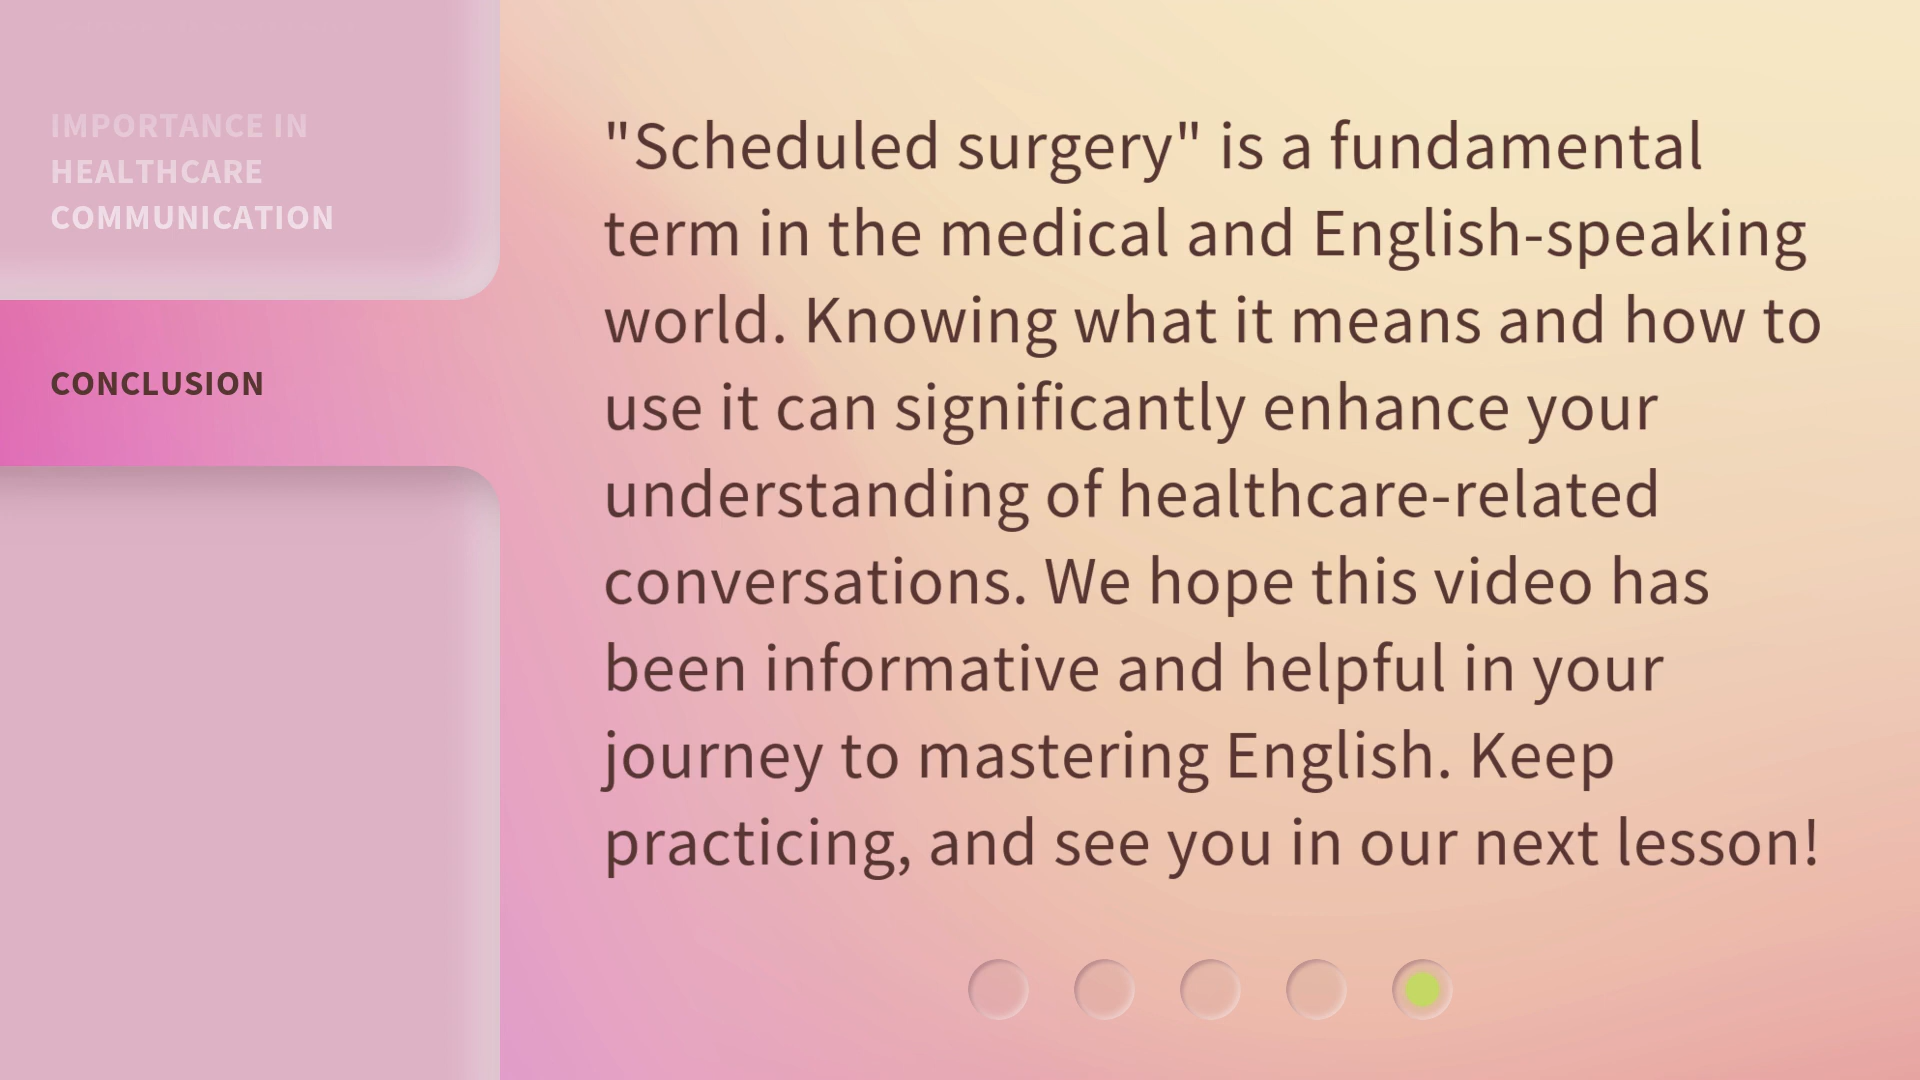 IMPORTANCE IN
HEALTHCARE
COMMUNICATION
CONCLUSION
"Scheduled surgery" is a fundamental
term in the medical and English-speaking
world. Knowing what it means and how to
use it can significantly enhance your
understanding of healthcare-related
conversations. We hope this video has
been informative and helpful in your
journey to mastering English. Keep
practicing, and see you in our next lesson!